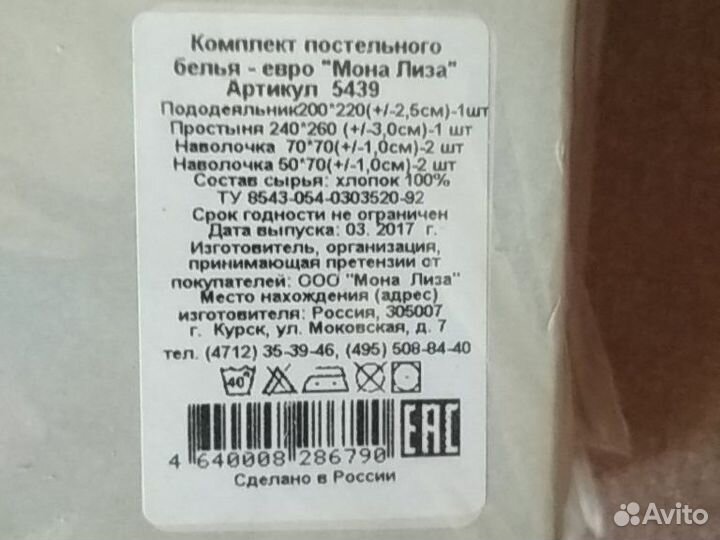 Комплект постельного
белья - евро "Мона Лиза"
Артикул 5439
Пододеяльник200*220(+/-2,5см)-1шт
Простыня 240*260 (+/-3,0см)-1 шт
Наволочка 70*70(+/-1,0см)-2 шт
Наволочка 50*70(+/-1,0см)-2 шт
Состав сырья: хлопок 100%
ТУ 8543-054-0303520-92
Срок годности не ограничен
Дата выпуска: 03. 2017 г.
Изготовитель, организация,
принимающая претензии от
покупателей: ООО "Мона Лиза"
Место нахождения (адрес)
изготовителя: Россия, 305007
г. Курск, ул. Моковская, д. 7
тел. (4712) 35-39-46, (495) 508-84-40
40°
EAC
4 640008 286790
Сделано в России
Avito